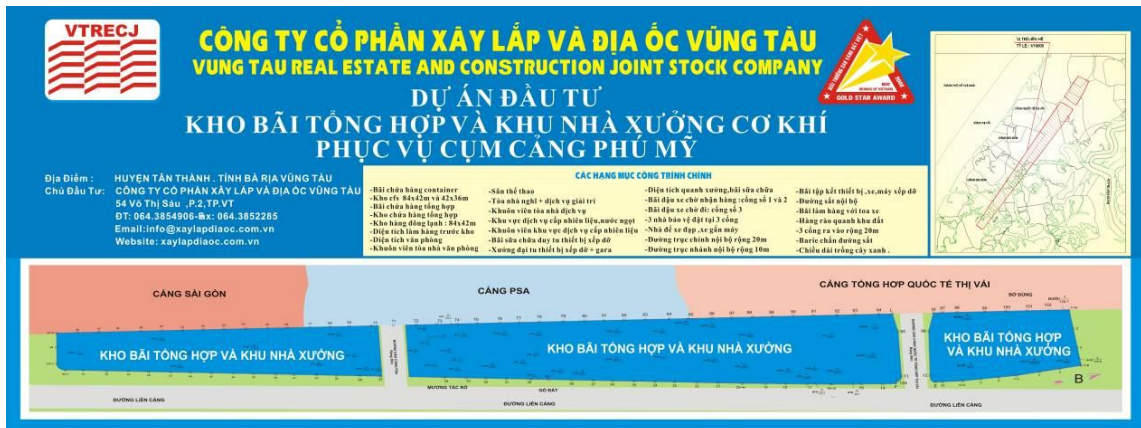 VTRECJ
CÔNG TY CỔ PHẦN XÂY LẮP VÀ ĐỊA ỐC VŨNG TÀU
VUNG TAU REAL ESTATE AND CONSTRUCTION JOINT STOCK COMPANY
GOLD STAR AWARD
DỰ ÁN ĐẦU TƯ
KHO BÃI TỔNG HỢP VÀ KHU NHÀ XƯỞNG CƠ KHÍ
PHỤC VỤ CỤM CẢNG PHÚ MỸ
Địa Điểm : HUYỆN TÂN THÀNH . TỈNH BÀ RỊA VŨNG TÀU
Chủ Đầu Tư: CÔNG TY CỔ PHẦN XÂY LẮP VÀ ĐỊA ỐC VŨNG TÀU
54 Võ Thị Sáu ,P.2,TP.VT
ĐT: 064.3854906-Fax: 064.3852285
Email:info@xaylapdiaoc.com.vn
Website: xaylapdiaoc.com.vn
CÁC HẠNG MỤC CÔNG TRÌNH CHÍNH
-Bãi chứa hàng container
-Kho cfs 84x42m và 42x36m
-Bãi chứa hàng tổng hợp
-Kho chứa hàng tổng hợp
-Kho hàng đông lạnh : 84x42m
-Diện tích làm hàng trước kho
-Diện tích văn phòng
-Khuôn viên tòa nhà văn phòng
-Sân thể thao
-Tòa nhà nghỉ + dịch vụ giải trí
-Khuôn viên tòa nhà dịch vụ
-Khu vực dịch vụ cấp nhiên liệu,nước ngọt
-Khuôn viên khu vực dịch vụ cấp nhiên liệu
-Bãi sữa chữa duy tu thiết bị xếp dỡ
-Xưởng đại tu thiết bị xếp dỡ + gara
-Diện tích quanh xưởng,bãi sữa chữa
-Bãi đậu xe chờ nhận hàng: cổng số 1 và 2
-Bãi đậu xe chờ đi: cổng số 3
-3 nhà bảo vệ đặt tại 3 cổng
-Nhà để xe đạp ,xe gắn máy
-Đường trục chính nội bộ rộng 20m
-Đường trục nhánh nội bộ rộng 10m
-Bãi tập kết thiết bị ,xe,máy xếp dỡ
-Đường sắt nội bộ
-Bãi làm hàng với toa xe
-Hàng rào quanh khu đất
-3 cổng ra vào rộng 20m
-Barie chắn đường sắt
-Chiều dài trồng cây xanh .
CẢNG SÀI GÒN
CẢNG PSA
CẢNG TỔNG HỢP QUỐC TẾ THỊ VẢI
KHO BÃI TỔNG HỢP VÀ KHU NHÀ XƯỞNG
KHO BÃI TỔNG HỢP VÀ KHU NHÀ XƯỞNG
KHO BÃI TỔNG HỢP
VÀ KHU NHÀ XƯỞNG
B
ĐƯỜNG LIÊN CẢNG
ĐƯỜNG LIÊN CẢNG
ĐƯỜNG LIÊN CẢNG